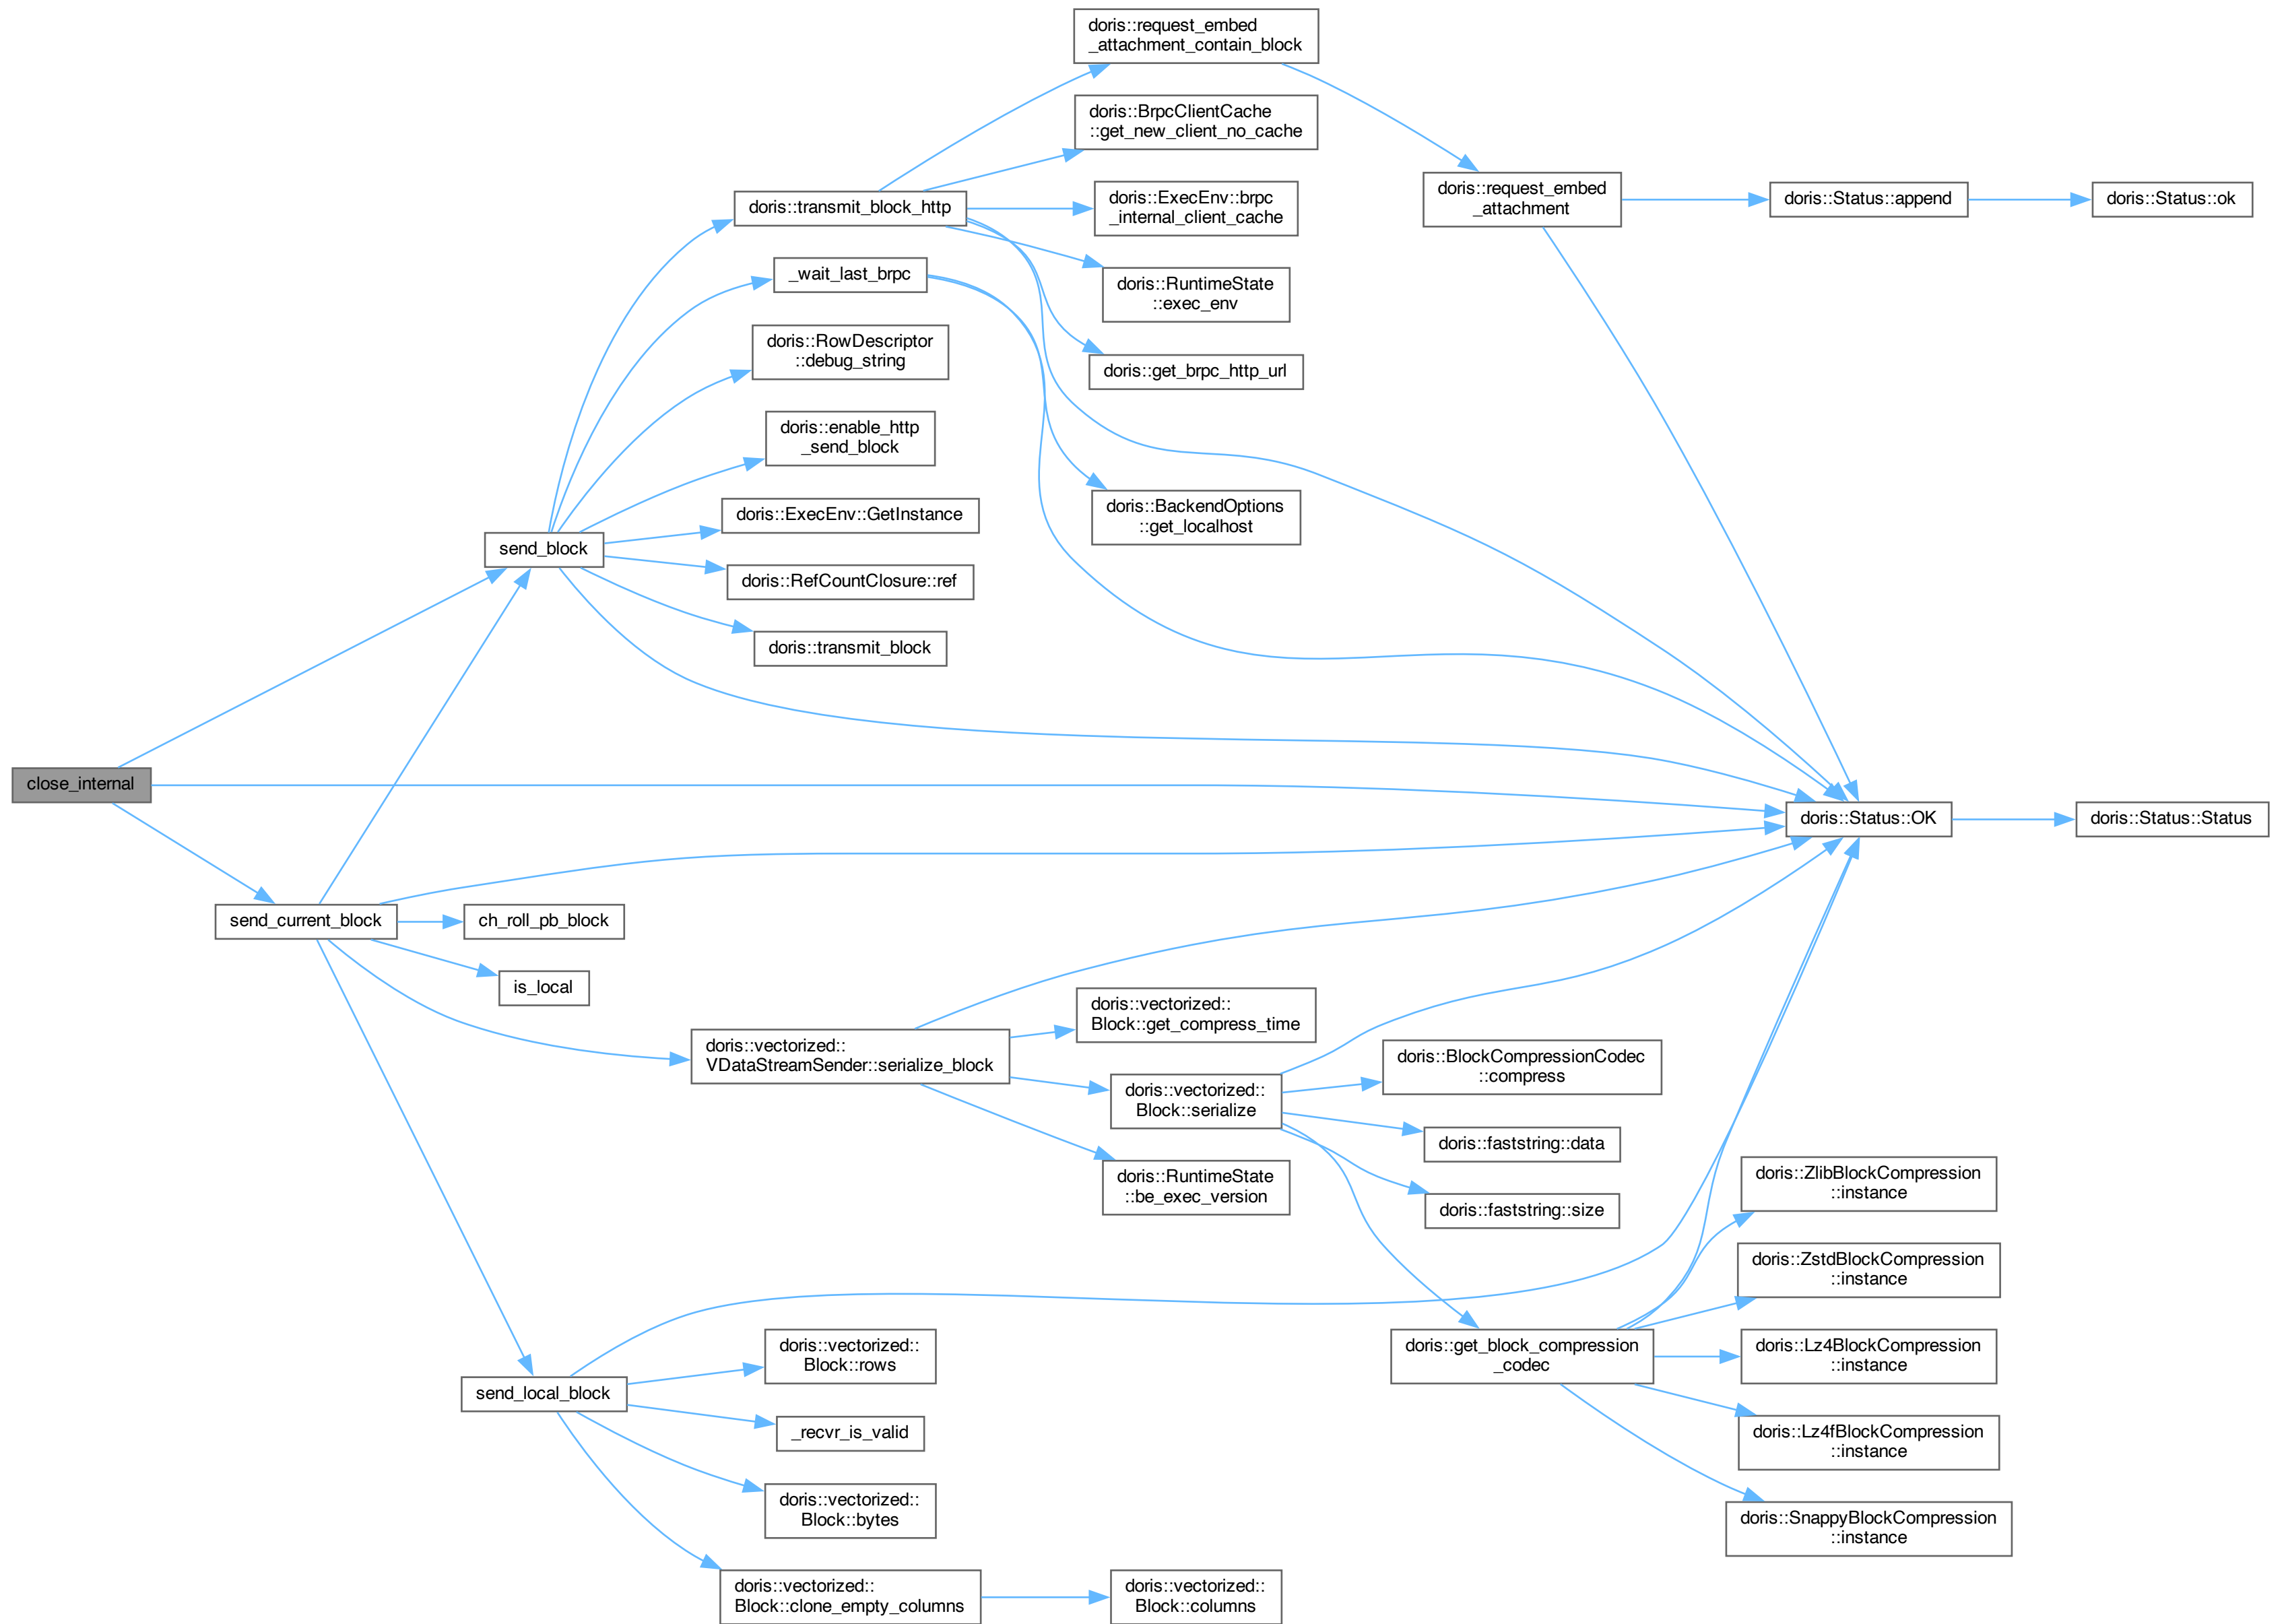 doris::request_embed
_attachment_contain_block
doris::BrpcClientCache
::get_new_client_no_cache
doris::transmit_block_http
doris::ExecEnv::brpc
_internal_client_cache
doris::request_embed
_attachment
doris::Status::append
doris::Status::ok
_wait_last_brpc
doris::RuntimeState
::exec_env
doris::RowDescriptor
::debug_string
doris::get_brpc_http_url
doris::enable_http
_send_block
doris::ExecEnv::GetInstance
doris::BackendOptions
::get_localhost
send_block
doris::RefCountClosure::ref
doris::transmit_block
close_internal
doris::Status::OK
doris::Status::Status
send_current_block
ch_roll_pb_block
is_local
doris::vectorized::
Block::get_compress_time
doris::vectorized::
VDataStreamSender::serialize_block
doris::BlockCompressionCodec
::compress
doris::vectorized::
Block::serialize
doris::faststring::data
doris::RuntimeState
::be_exec_version
doris::faststring::size
doris::ZlibBlockCompression
::instance
doris::ZstdBlockCompression
::instance
doris::get_block_compression
_codec
doris::Lz4BlockCompression
::instance
doris::vectorized::
Block::rows
send_local_block
_recvr_is_valid
doris::Lz4fBlockCompression
::instance
doris::vectorized::
Block::bytes
doris::SnappyBlockCompression
::instance
doris::vectorized::
Block::clone_empty_columns
doris::vectorized::
Block::columns